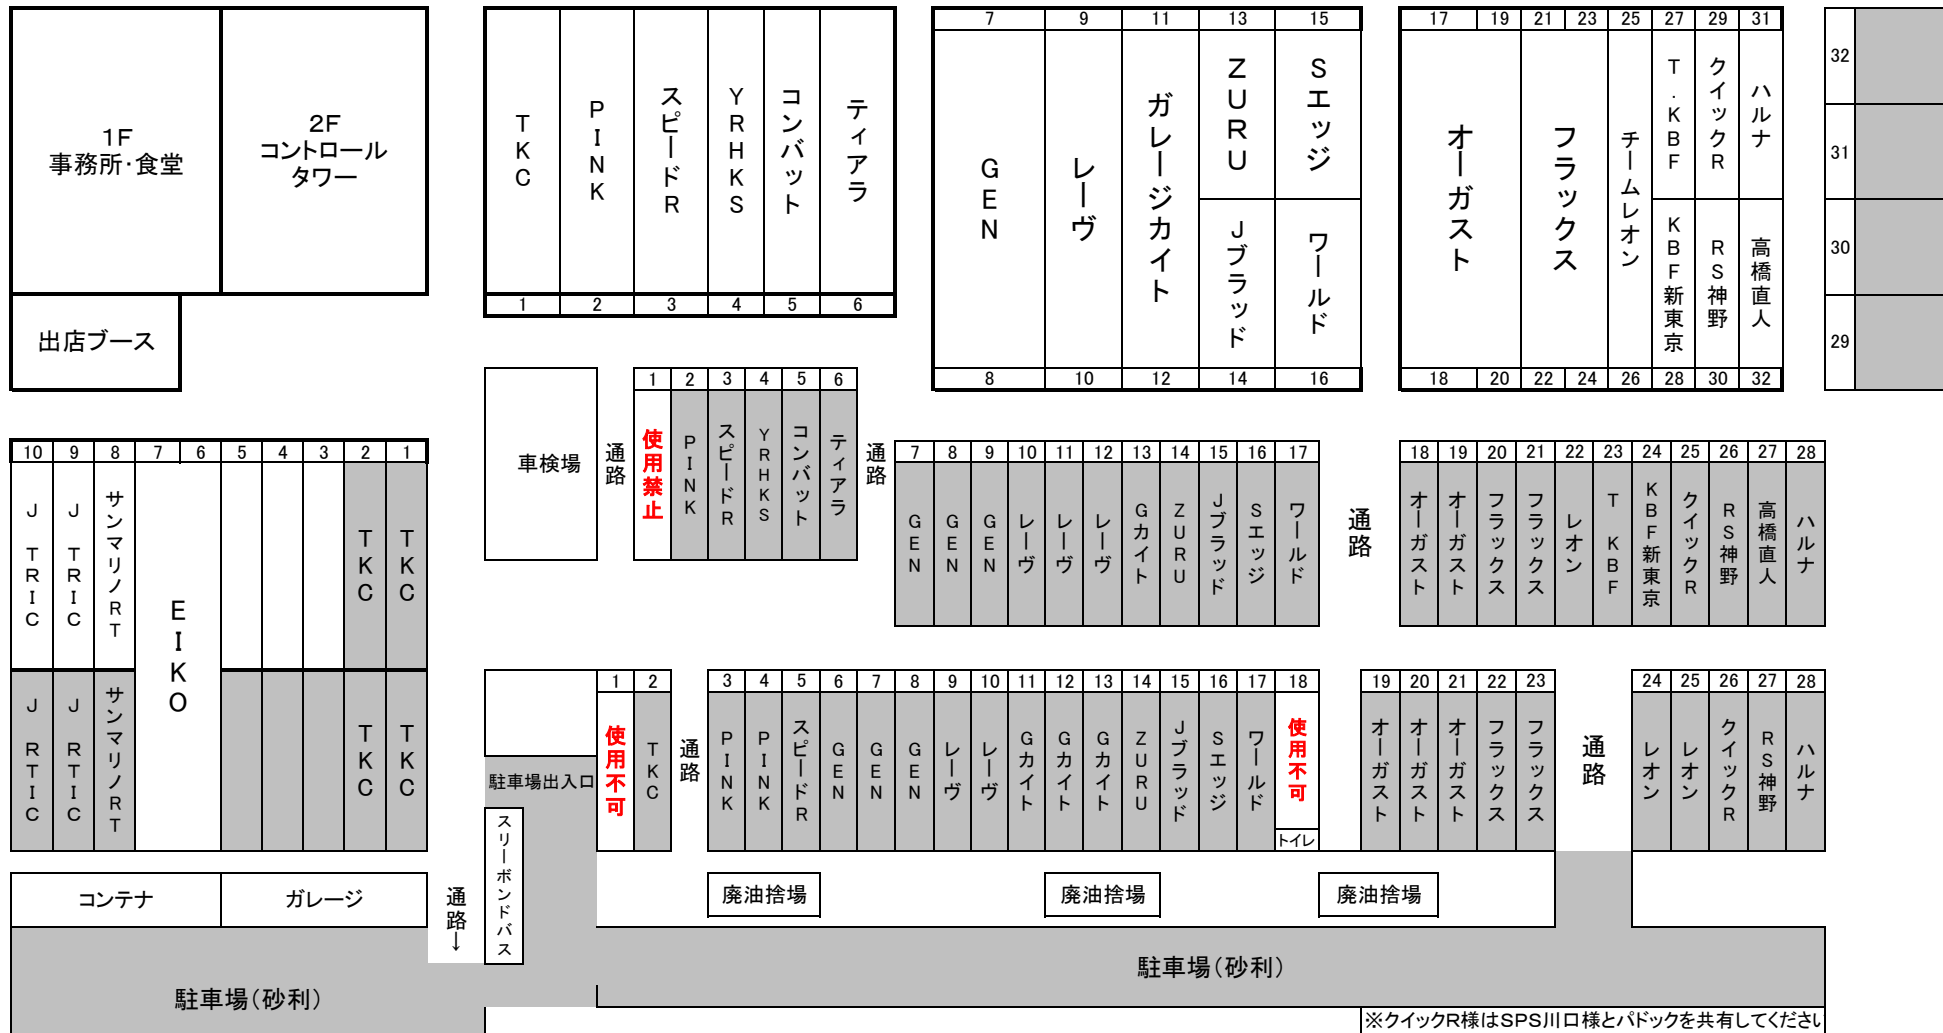 1F
事務所・食堂
2F
コントロール
タワー
出店ブース
TKC
PINK
スピードR
YRHKS
コンバット
ティアラ
1 2 3 4 5 6
7 9 11 13 15
GEN
レーヴ
ガレージカイト
ZURU
Sエッジ
Jブラッド
ワールド
8 10 12 14 16
17 19 21 23 25 27 29 31
オーガスト
フラックス
チームレオン
T.KBF
クイックR
ハルナ
KBF新東京
RS神野
高橋直人
18 20 22 24 26 28 30 32
32
31
30
29
車検場
通路
1 2 3 4 5 6
使用禁止
PINK
スピードR
YRHKS
コンバット
ティアラ
通路
7 8 9 10 11 12 13 14 15 16 17
GEN
GEN
GEN
レーヴ
レーヴ
レーヴ
Gカイト
ZURU
Jブラッド
Sエッジ
ワールド
通路
18 19 20 21 22 23 24 25 26 27 28
オーガスト
オーガスト
フラックス
フラックス
レオン
T KBF
KBF新東京
クイックR
RS神野
高橋直人
ハルナ
10 9 8 7 6 5 4 3 2 1
J TRIC
J TRIC
サンマリノRT
EIKO
TKC
TKC
J RTIC
J RTIC
サンマリノRT
TKC
TKC
駐車場出入口
スリーボンドバス
1 2
使用不可
TKC
通路
3 4 5 6 7 8 9 10 11 12 13 14 15 16 17 18
PINK
PINK
スピードR
GEN
GEN
GEN
レーヴ
レーヴ
Gカイト
Gカイト
Gカイト
ZURU
Jブラッド
Sエッジ
ワールド
使用不可
トイレ
19 20 21 22 23
オーガスト
オーガスト
オーガスト
フラックス
フラックス
通路
24 25 26 27 28
レオン
レオン
クイックR
RS神野
ハルナ
コンテナ
ガレージ
通路→
廃油捨場
廃油捨場
廃油捨場
駐車場（砂利）
駐車場（砂利）
※クイックR様はSPS川口様とパドックを共有してくださ